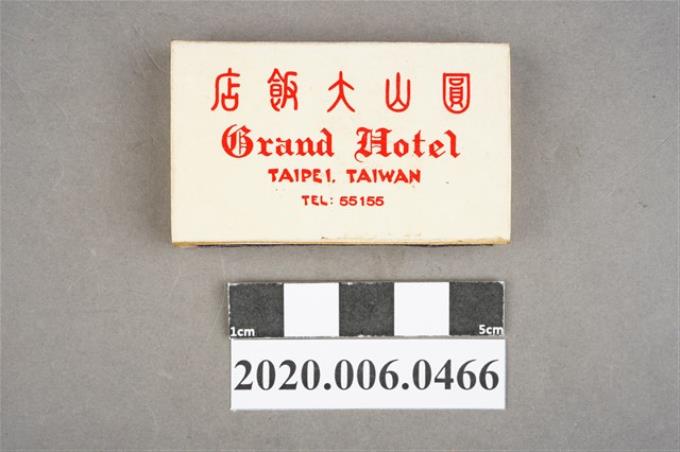 圓山大飯店
Grand Hotel
TAIPEI. TAIWAN
TEL: 55155
1cm 5cm
2020.006.0466